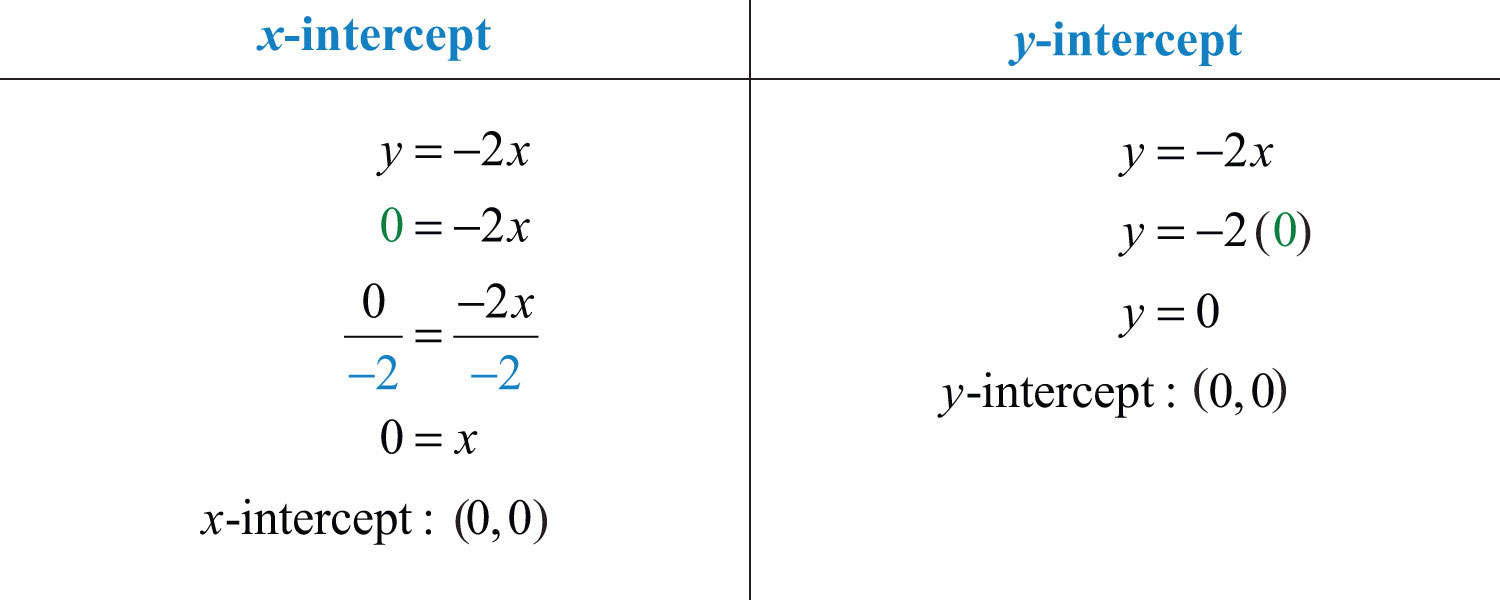 x-intercept
y = −2x
0 = −2x
0/−2 = −2x/−2
0 = x
x-intercept : (0, 0)
y-intercept
y = −2x
y = −2(0)
y = 0
y-intercept : (0, 0)